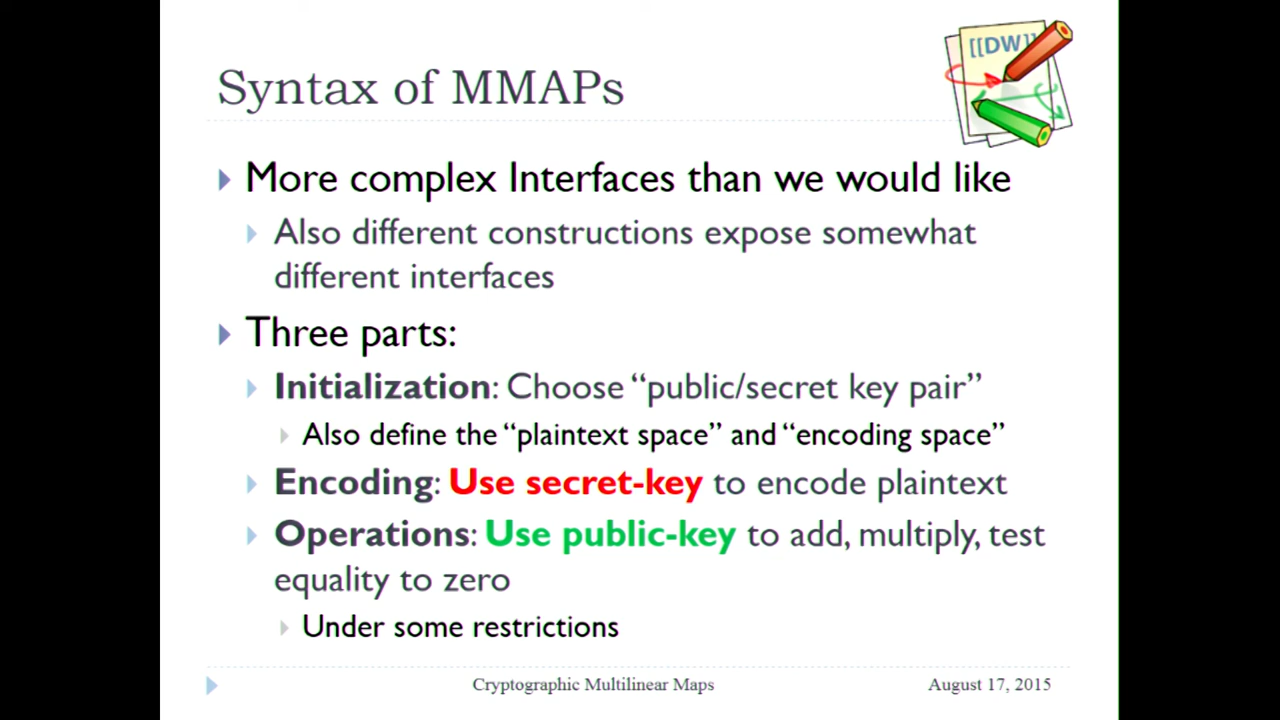 [[DW]]
Syntax of MMAPs
More complex Interfaces than we would like
Also different constructions expose somewhat
different interfaces
Three parts:
Initialization: Choose “public/secret key pair”
Also define the “plaintext space” and “encoding space”
Encoding: Use secret-key to encode plaintext
Operations: Use public-key to add, multiply, test
equality to zero
Under some restrictions
Cryptographic Multilinear Maps
August 17, 2015